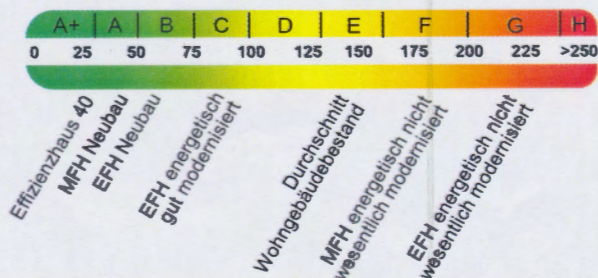 A+ A B C D E F G H
0 25 50 75 100 125 150 175 200 225 >250
Effizienzhaus 40
MFH Neubau
EFH Neubau
EFH energetisch
gut modernisiert
Durchschnitt
Wohngebäudebestand
MFH energetisch nicht
wesentlich modernisiert
EFH energetisch nicht
wesentlich modernisiert